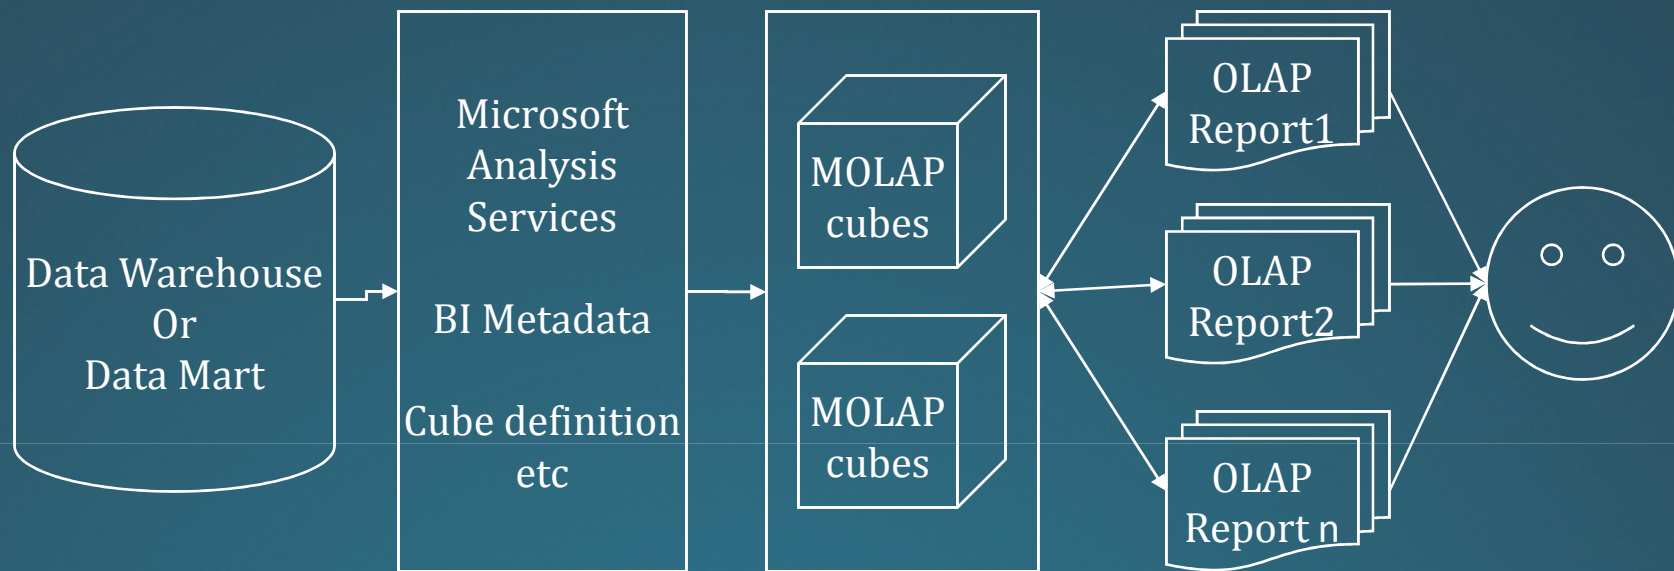 Data Warehouse
Or
Data Mart
Microsoft
Analysis
Services
BI Metadata
Cube definition
etc
MOLAP
cubes
MOLAP
cubes
OLAP
Report1
OLAP
Report2
OLAP
Report n